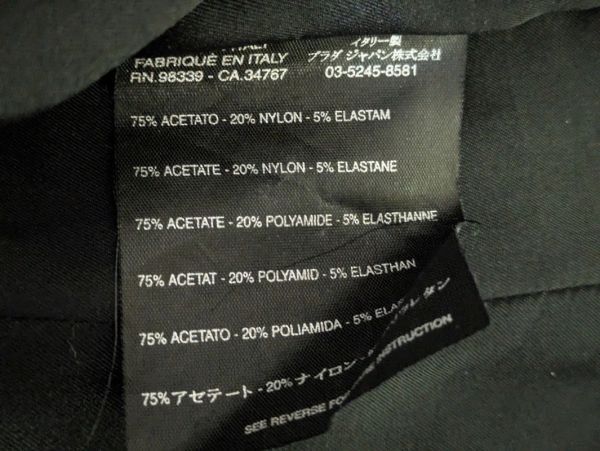 FABRIQUÉ EN ITALY
RN.98339 - CA.34767
イタリー製
プラダ ジャパン株式会社
03-5245-8581
75% ACETATO - 20% NYLON - 5% ELASTAM
75% ACETATE - 20% NYLON - 5% ELASTANE
75% ACETATE - 20% POLYAMIDE - 5% ELASTHANNE
75% ACETAT - 20% POLYAMID - 5% ELASTHAN
75% ACETATO - 20% POLIAMIDA - 5%
75%アセテート - 20%ナイロン -
SEE REVERSE INSTRUCTION